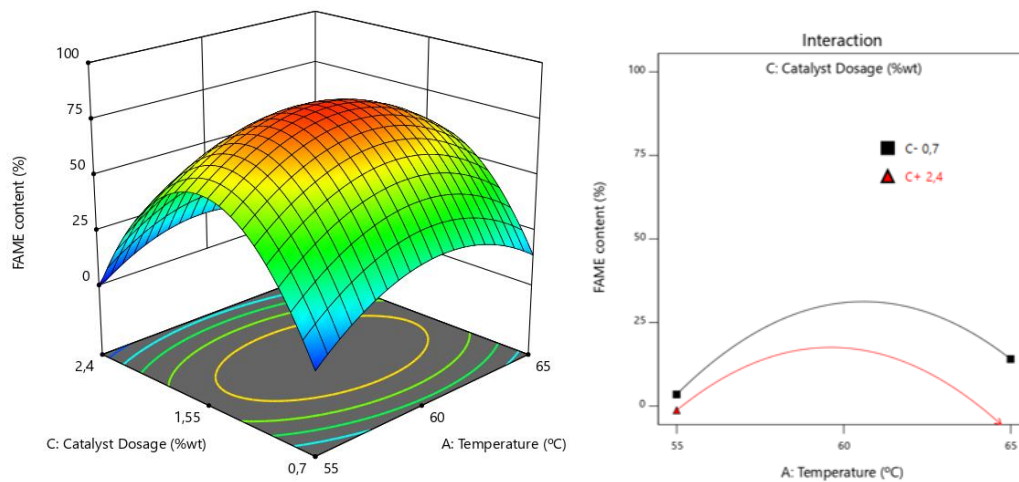 100
75
50
25
0
FAME content (%)
2,4
1,55
0,7
C: Catalyst Dosage (%wt)
55
60
65
A: Temperature (ºC)
Interaction
C: Catalyst Dosage (%wt)
C- 0,7
C+ 2,4
100
75
50
25
0
FAME content (%)
55
60
65
A: Temperature (ºC)